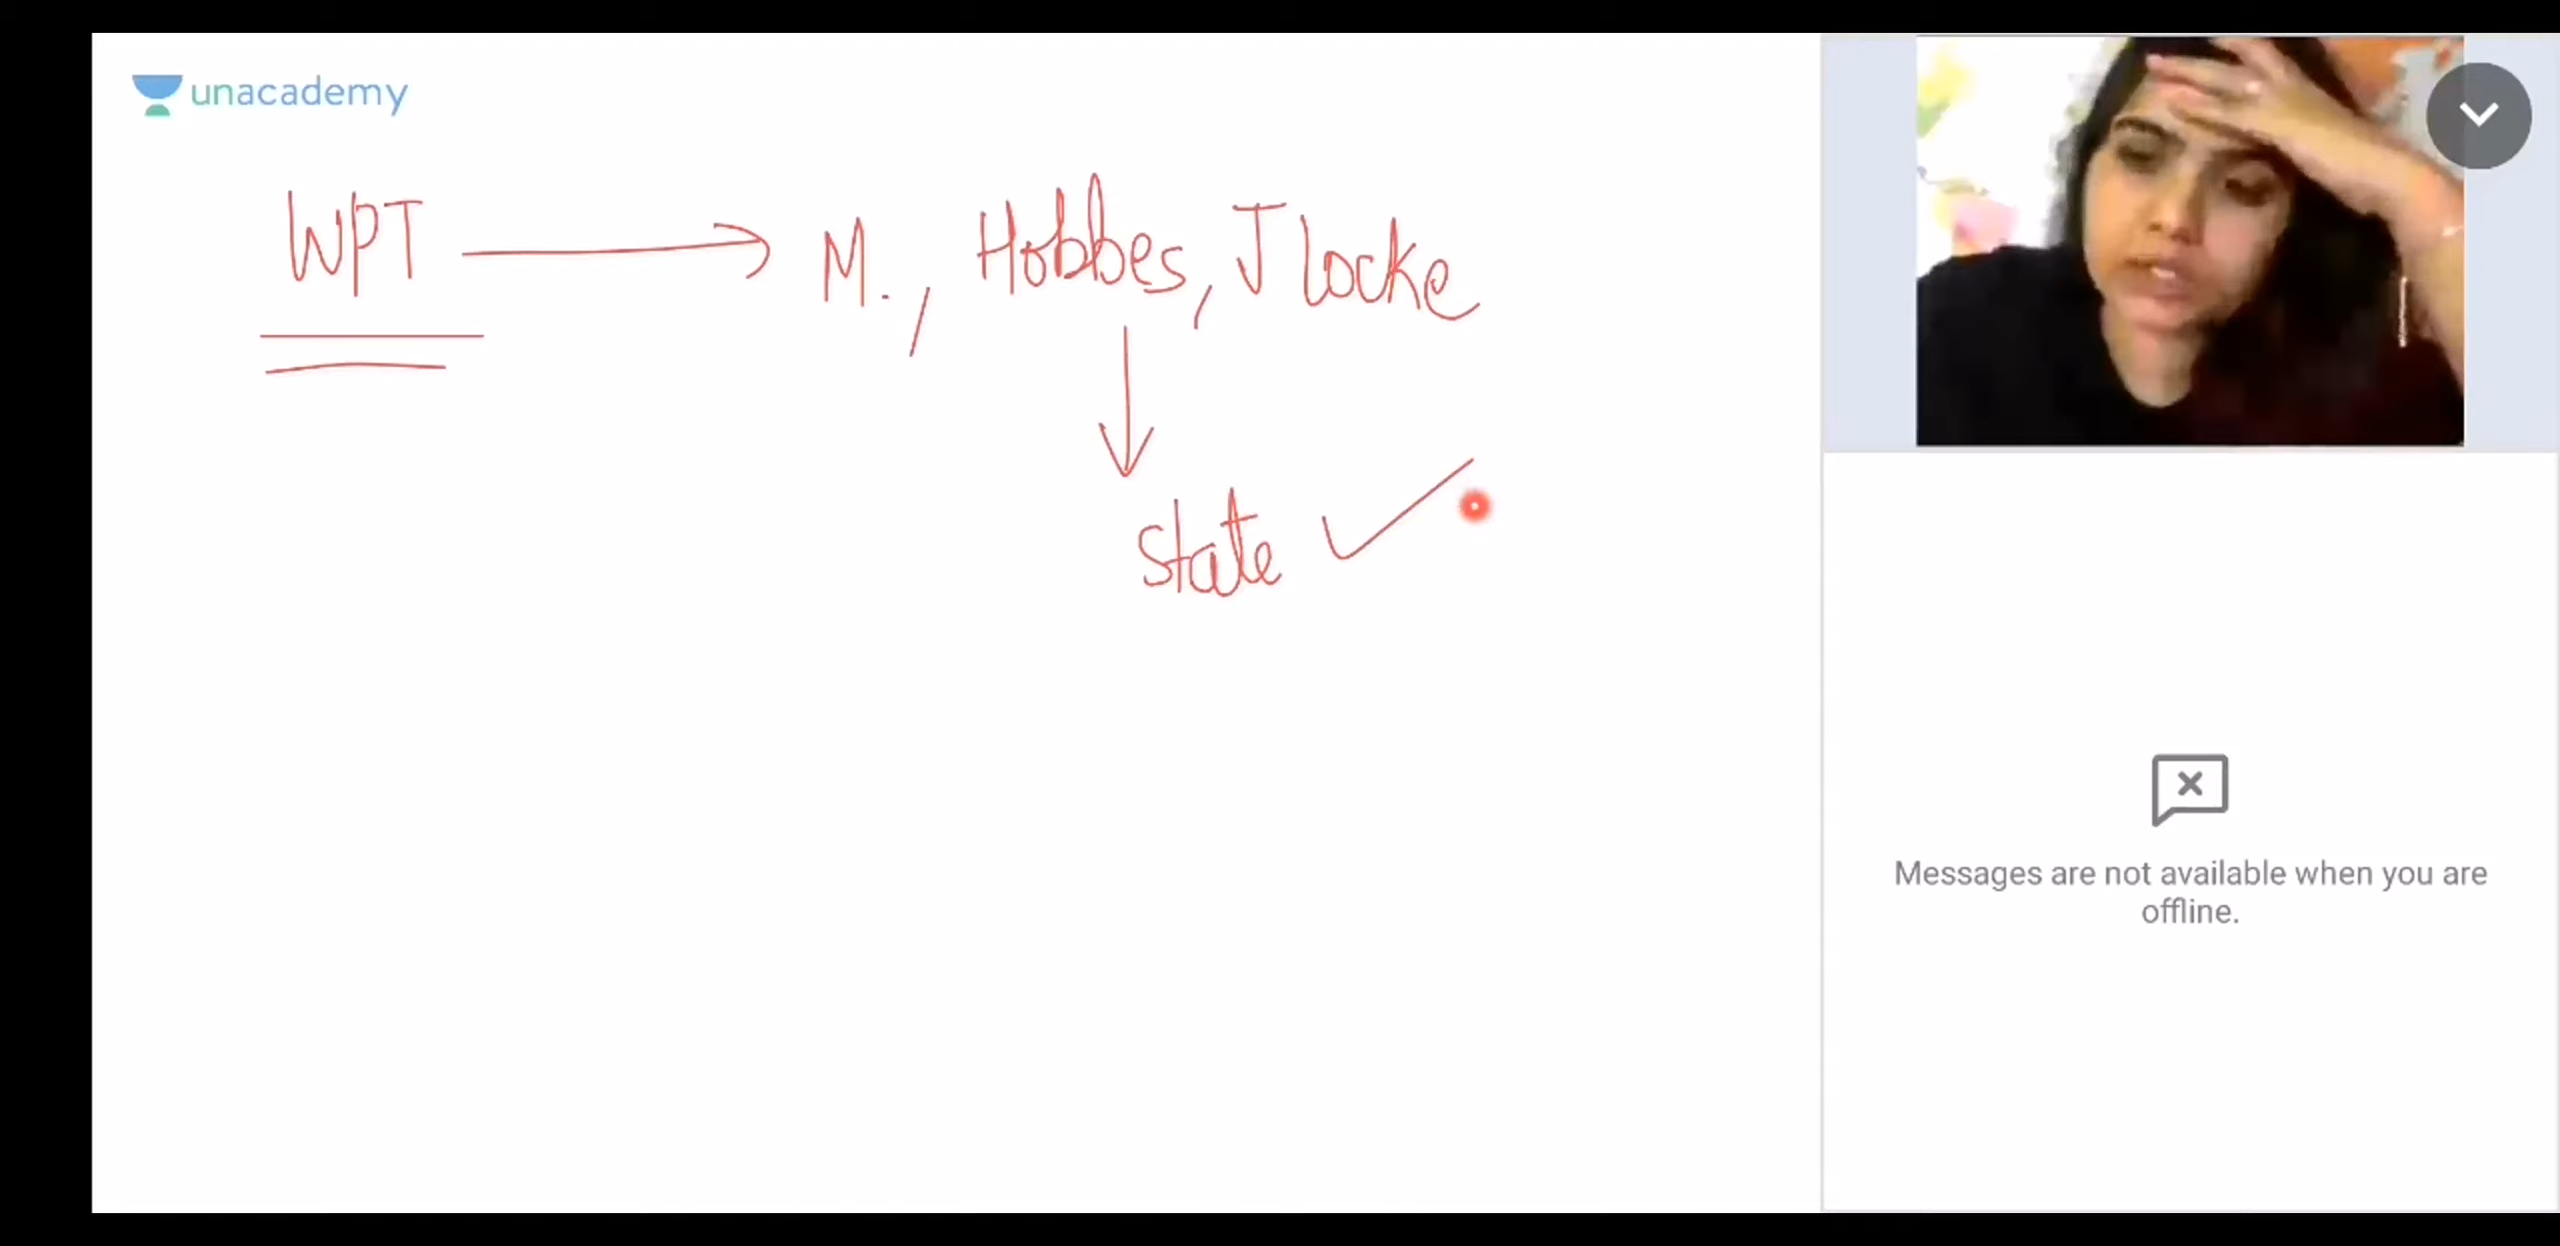 unacademy
WPT → M., Hobbes, J Locke
↓
State ✓
Messages are not available when you are
offline.